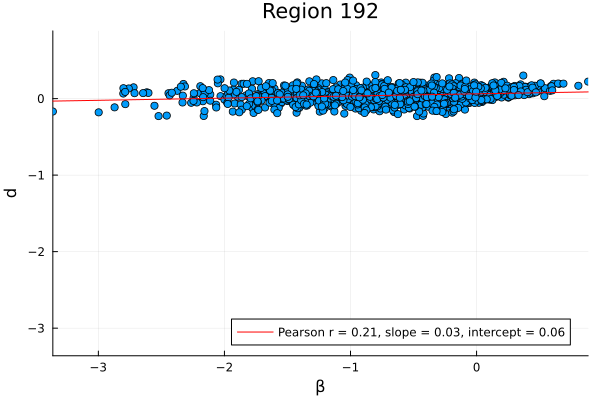 Region 192
0
−1
−2
−3
d
Pearson r = 0.21, slope = 0.03, intercept = 0.06
−3
−2
−1
0
β